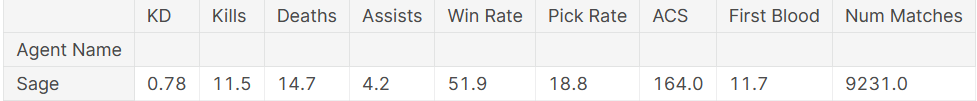 KD Kills Deaths Assists Win Rate Pick Rate ACS First Blood Num Matches
Agent Name
Sage 0.78 11.5 14.7 4.2 51.9 18.8 164.0 11.7 9231.0